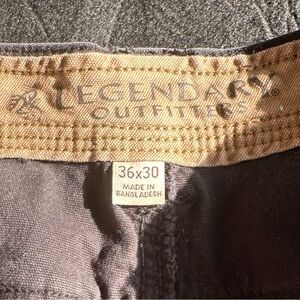 LEGENDARY®
OUTFITTERS
36x30
MADE IN
BANGLADESH